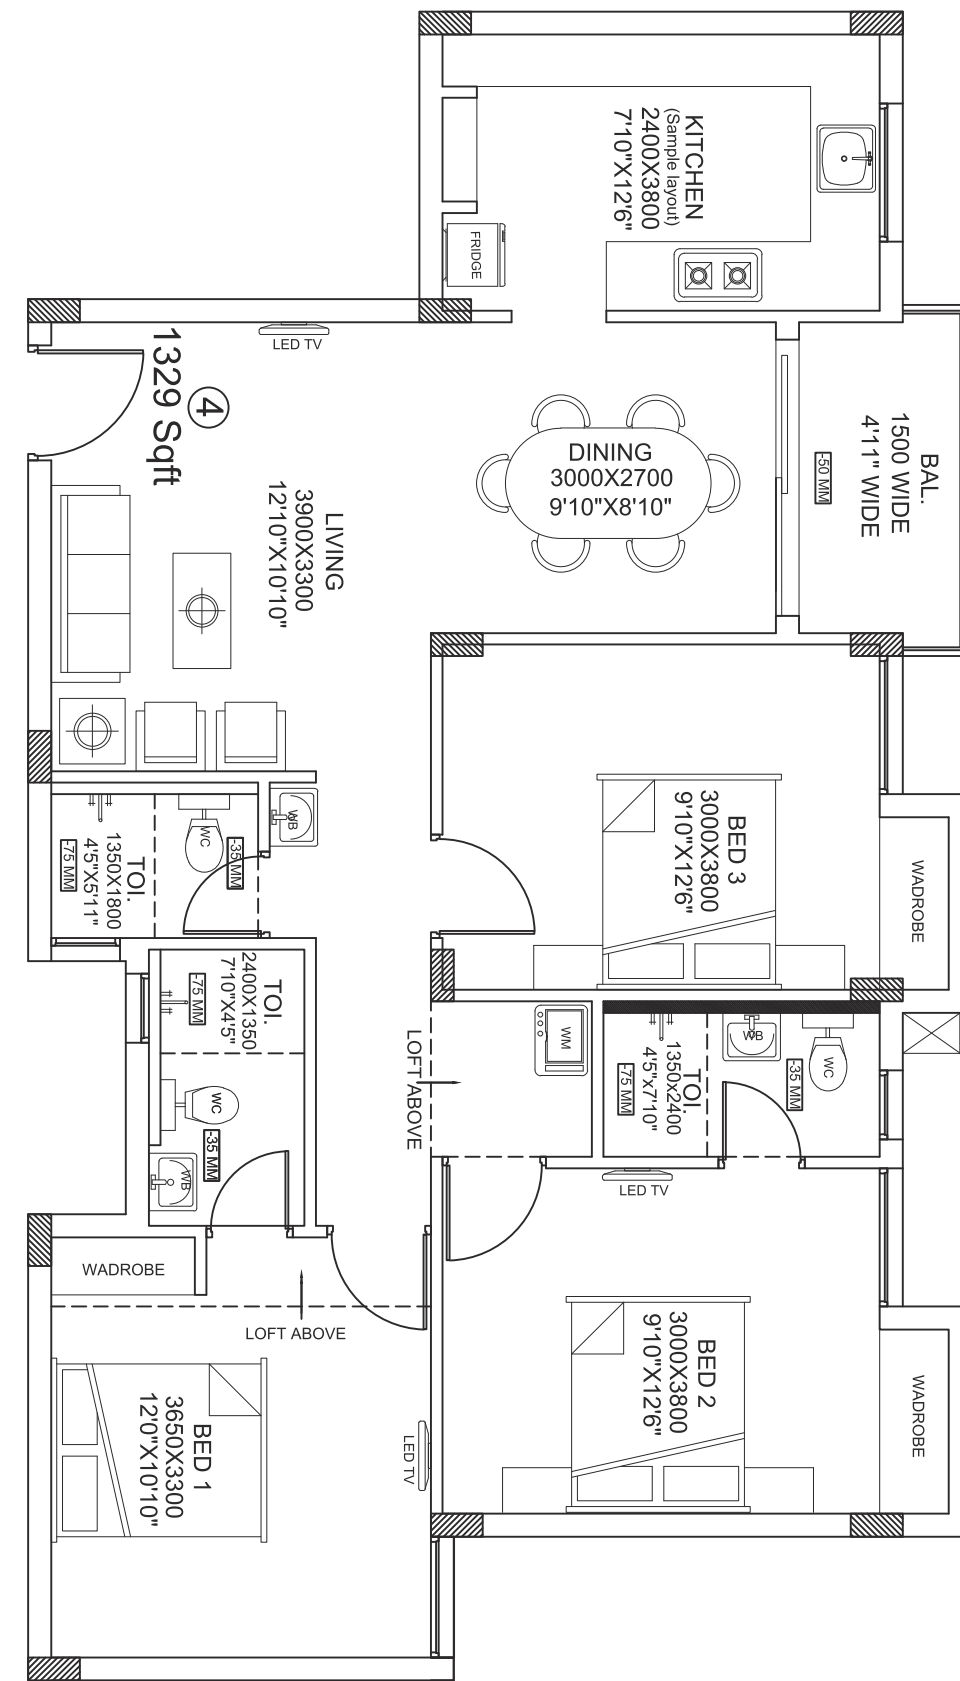 KITCHEN
(Sample layout)
2400X3800
7'10"X12'6"
FRIDGE
LED TV
4
1329 Sqft
DINING
3000X2700
9'10"X8'10"
BAL.
1500 WIDE
4'11" WIDE
-50 MM
LIVING
3900X3300
12'10"X10'10"
BED 3
3000X3800
9'10"X12'6"
WADROBE
WB
WC
-35 MM
TOI.
1350X1800
4'5"X5'11"
-75 MM
TOI.
2400X1350
7'10"X4'5"
-75 MM
WC
-35 MM
WB
LOFT ABOVE
WM
TOI.
1350x2400
4'5"x7'10"
-75 MM
WB
WC
-35 MM
LED TV
WADROBE
LOFT ABOVE
BED 2
3000X3800
9'10"X12'6"
WADROBE
BED 1
3650X3300
12'0"X10'10"
LED TV